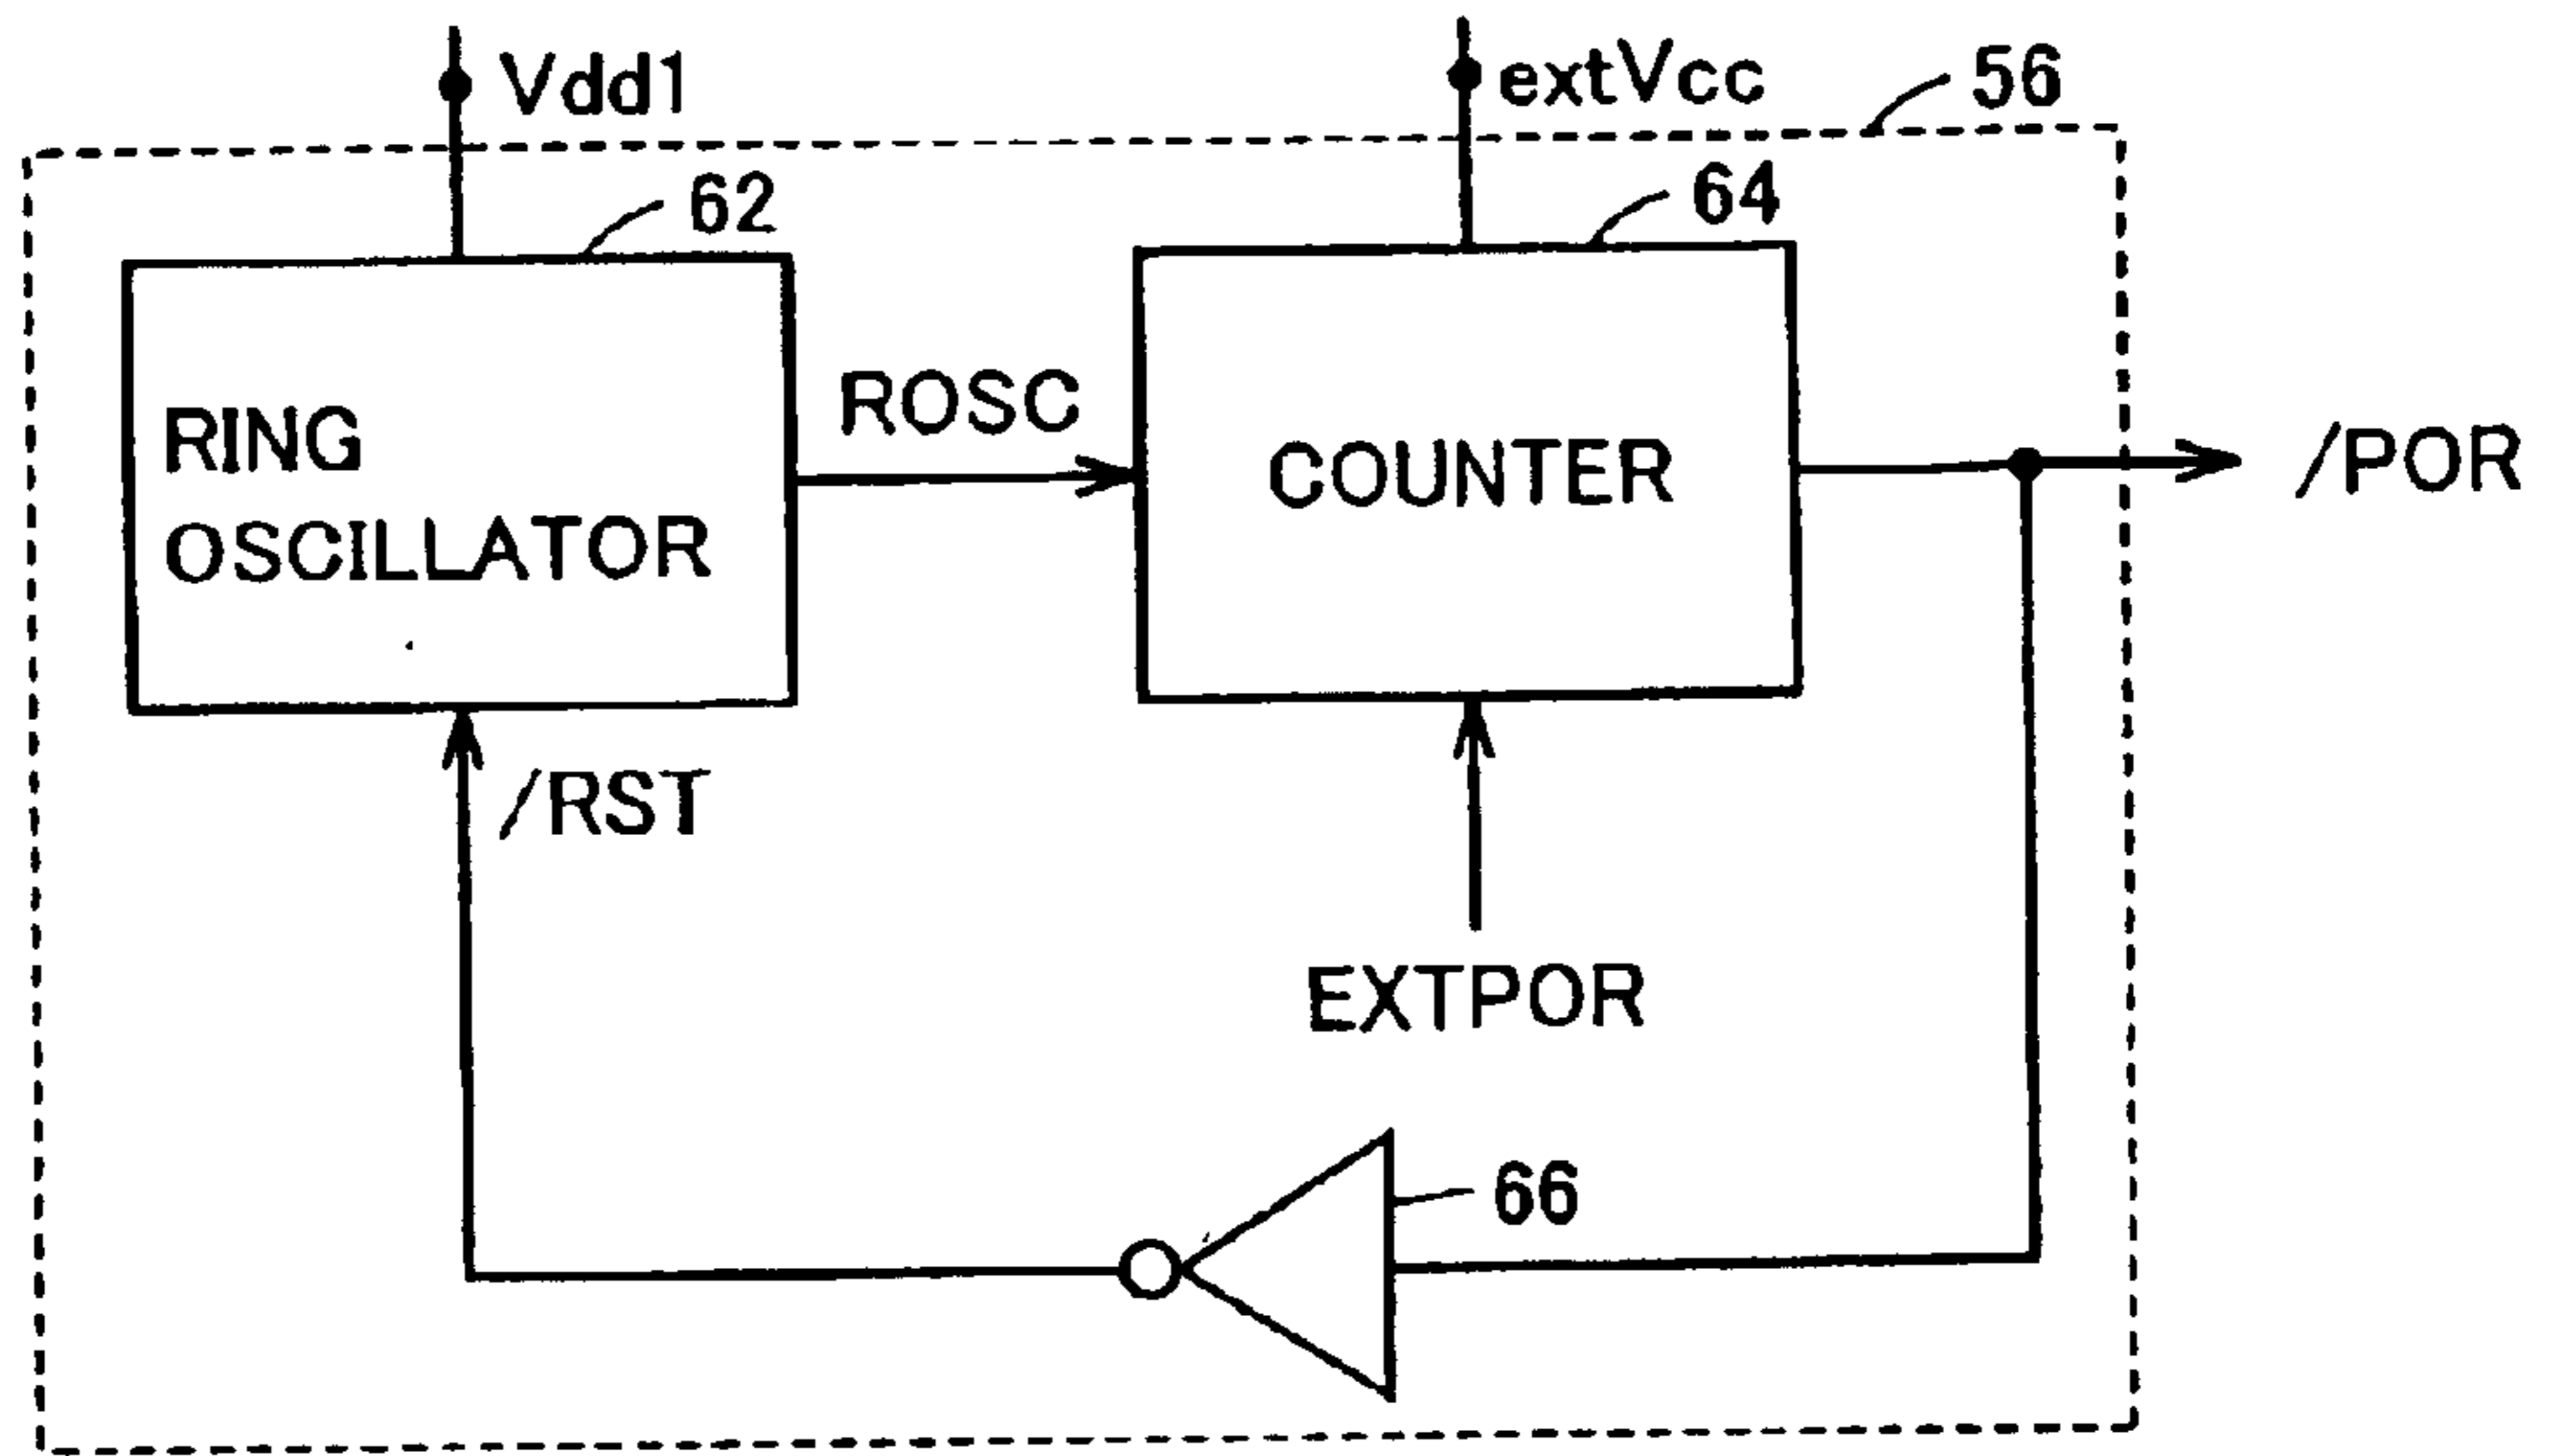 Vdd1
extVcc
56
62
64
RING
OSCILLATOR
ROSC
COUNTER
/POR
/RST
EXTPOR
66